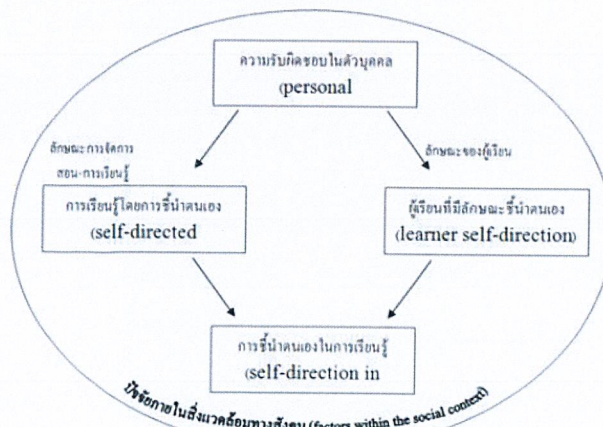 ความรับผิดชอบในตัวบุคคล
(personal
ลักษณะการจัดการ
สอน-การเรียนรู้
ลักษณะของผู้เรียน
การเรียนรู้โดยการชี้นำตนเอง
(self-directed
ผู้เรียนที่มีลักษณะชี้นำตนเอง
(learner self-direction)
การชี้นำตนเองในการเรียนรู้
(self-direction in
ปัจจัยภายในสิ่งแวดล้อมทางสังคม (factors within the social context)